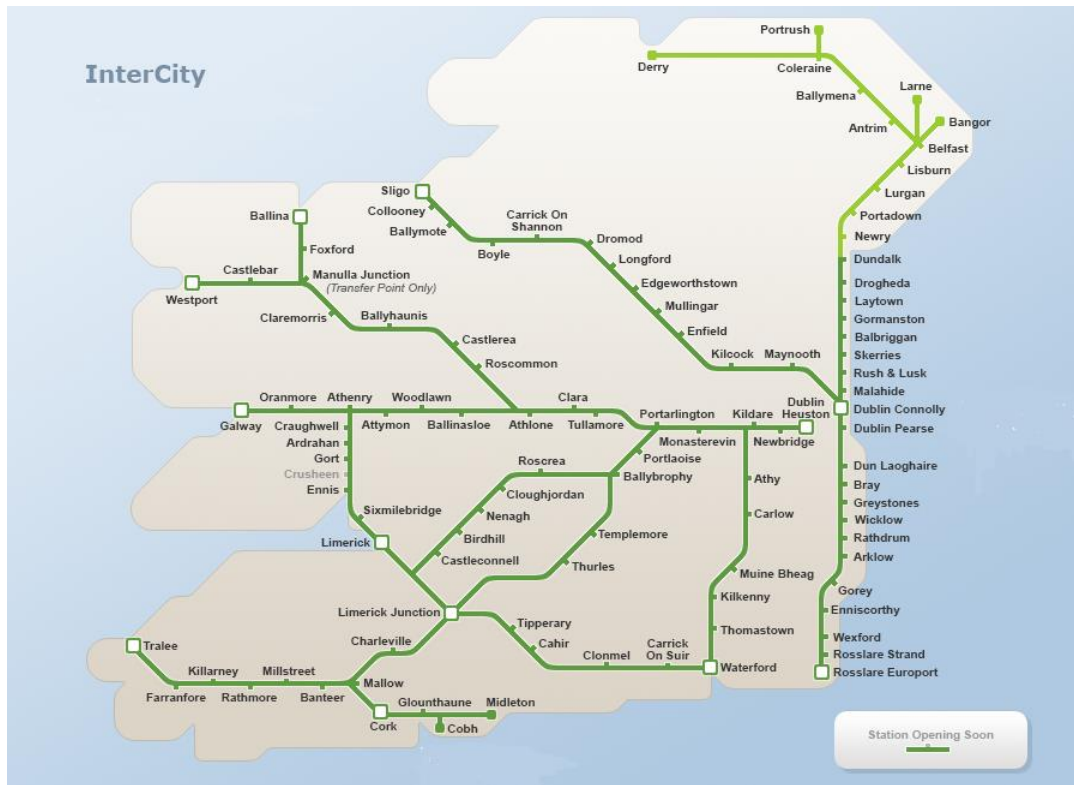 InterCity
Portrush
Derry
Coleraine
Larne
Ballymena
Bangor
Antrim
Belfast
Lisburn
Lurgan
Portadown
Newry
Dundalk
Drogheda
Laytown
Gormanston
Balbriggan
Skerries
Rush & Lusk
Malahide
Dublin Connolly
Dublin Pearse
Dun Laoghaire
Bray
Greystones
Wicklow
Rathdrum
Arklow
Gorey
Enniscorthy
Wexford
Rosslare Strand
Rosslare Europort
Sligo
Collooney
Ballymote
Boyle
Carrick On
Shannon
Dromod
Longford
Edgeworthstown
Mullingar
Enfield
Kilcock
Maynooth
Ballina
Foxford
Castlebar
Westport
Manulla Junction
(Transfer Point Only)
Claremorris
Ballyhaunis
Castlerea
Roscommon
Galway
Oranmore
Athenry
Attymon
Woodlawn
Ballinasloe
Athlone
Clara
Tullamore
Portarlington
Monasterevin
Kildare
Newbridge
Dublin
Heuston
Craughwell
Ardrahan
Gort
Crusheen
Ennis
Sixmilebridge
Limerick
Roscrea
Cloughjordan
Nenagh
Birdhill
Castleconnell
Portlaoise
Ballybrophy
Templemore
Thurles
Athy
Carlow
Muine Bheag
Kilkenny
Thomastown
Waterford
Limerick Junction
Tipperary
Cahir
Clonmel
Carrick
On Suir
Charleville
Tralee
Farranfore
Killarney
Rathmore
Millstreet
Banteer
Mallow
Cork
Glounthaune
Midleton
Cobh
Station Opening Soon